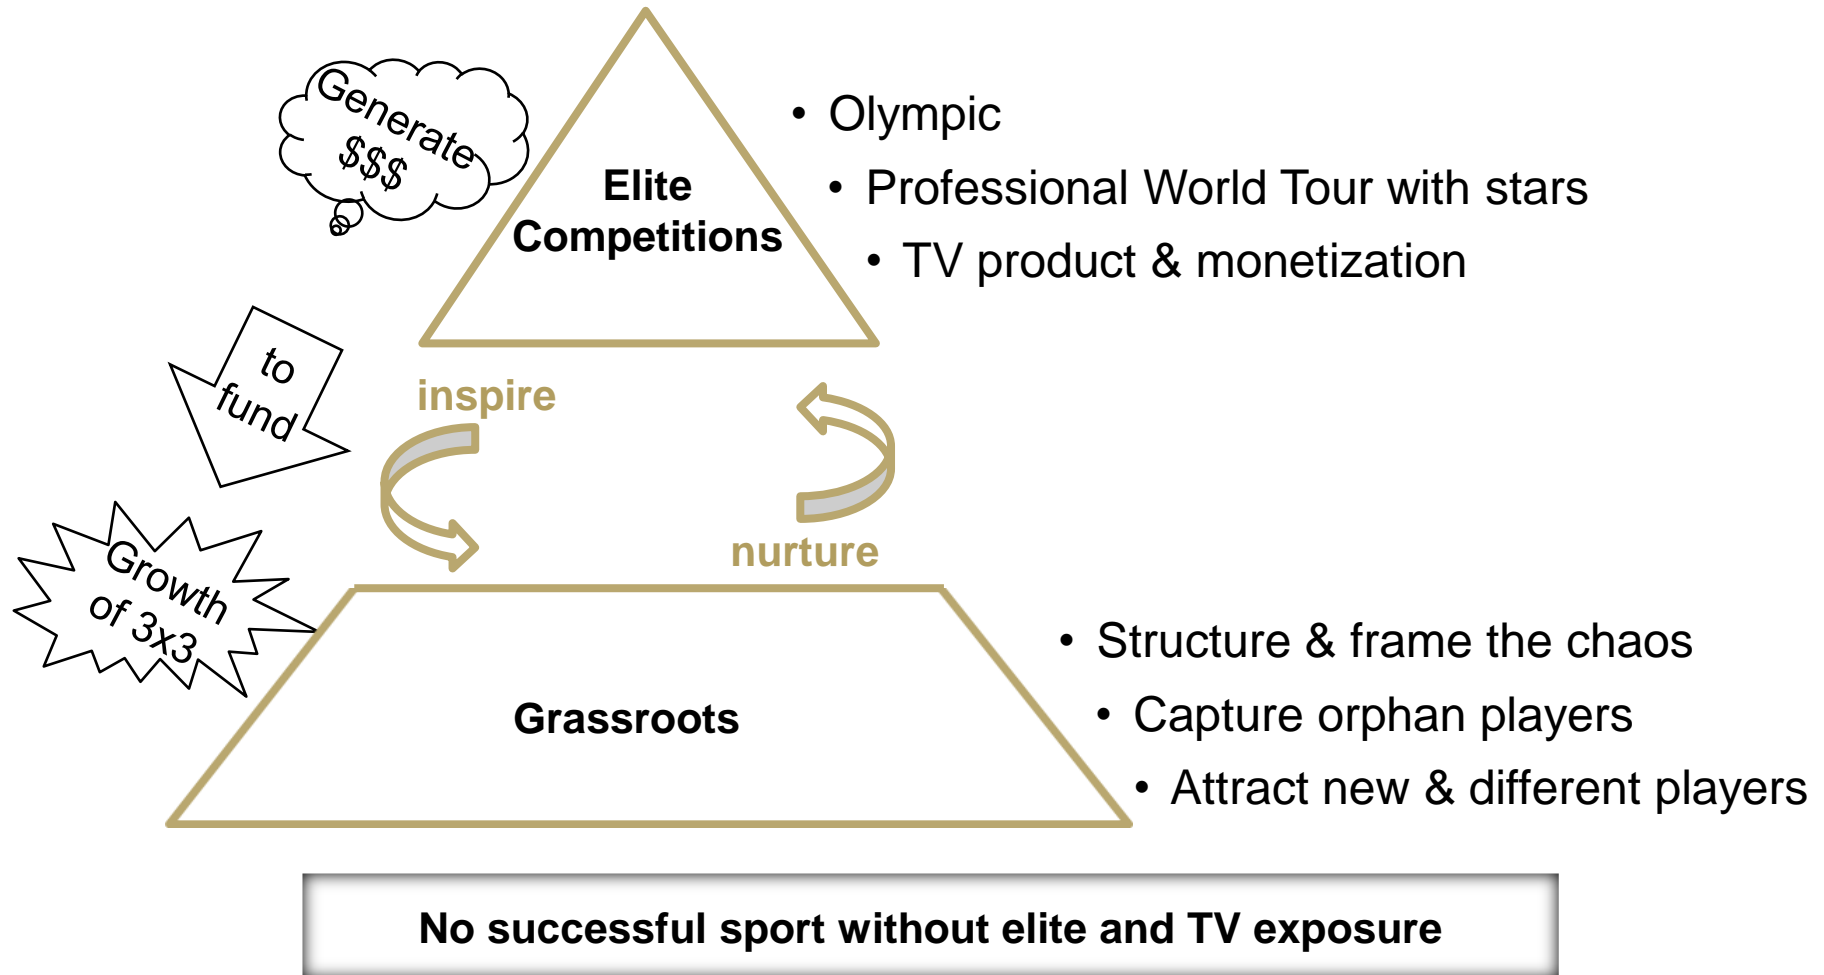 Generate
$$$
Elite
Competitions
• Olympic
• Professional World Tour with stars
• TV product & monetization
to
fund
inspire
nurture
Growth
of 3x3
Grassroots
• Structure & frame the chaos
• Capture orphan players
• Attract new & different players
No successful sport without elite and TV exposure